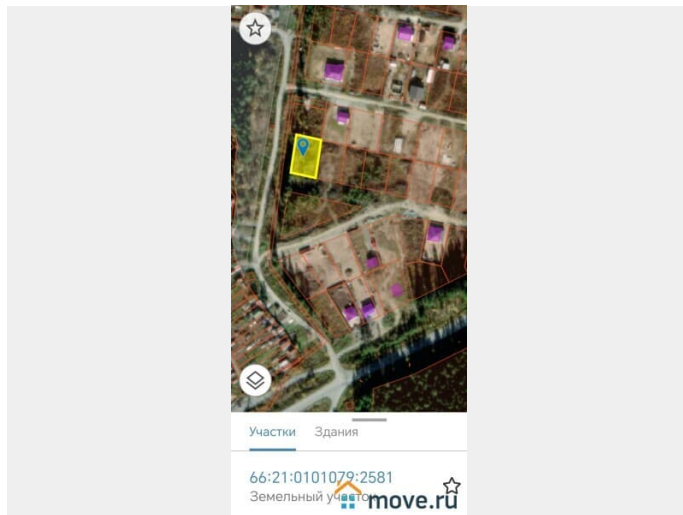 Участки Здания
66:21:0101079:2581
Земельный участок
move.ru